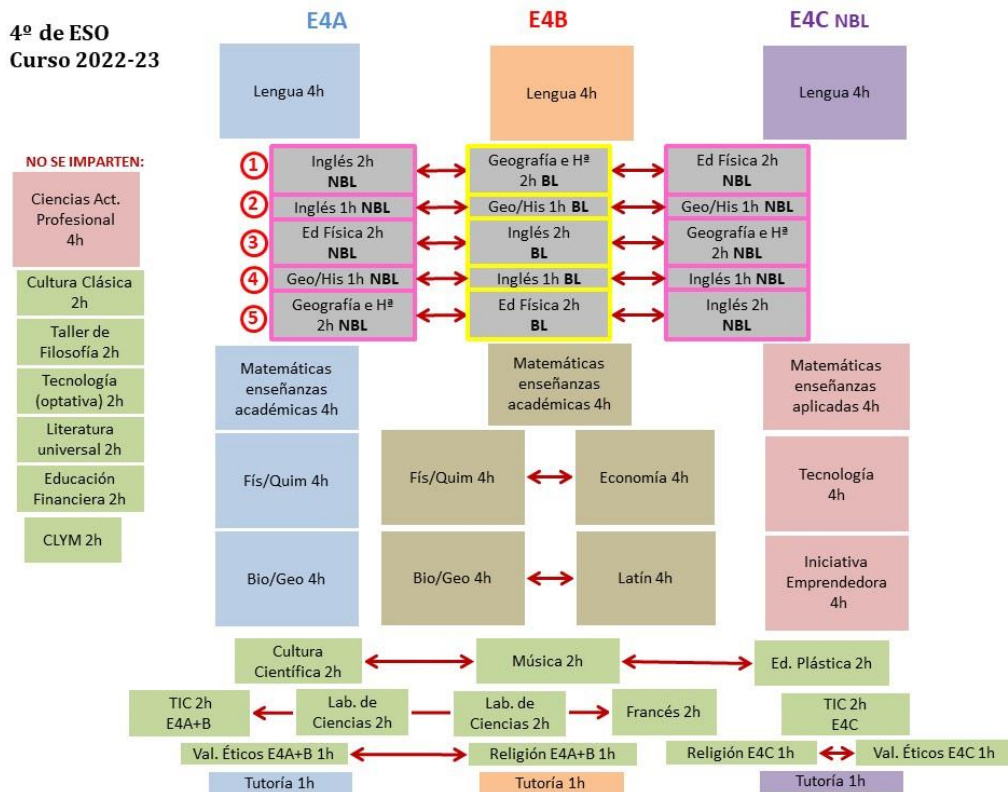 4º de ESO
Curso 2022-23
E4A
E4B
E4C NBL
Lengua 4h
Lengua 4h
Lengua 4h
NO SE IMPARTEN:
Ciencias Act.
Profesional
4h
Cultura Clásica
2h
Taller de
Filosofía 2h
Tecnología
(optativa) 2h
Literatura
universal 2h
Educación
Financiera 2h
CLYM 2h
1
Inglés 2h
NBL
Geografía e Hª
2h BL
Ed Física 2h
NBL
2
Inglés 1h NBL
Geo/His 1h BL
Geo/His 1h NBL
3
Ed Física 2h
NBL
Inglés 2h
BL
Geografía e Hª
2h NBL
4
Geo/His 1h NBL
Inglés 1h BL
Inglés 1h NBL
5
Geografía e Hª
2h NBL
Ed Física 2h
BL
Inglés 2h
NBL
Matemáticas
enseñanzas
académicas 4h
Matemáticas
enseñanzas
académicas 4h
Matemáticas
enseñanzas
aplicadas 4h
Fís/Quim 4h
Fís/Quim 4h
Economía 4h
Tecnología
4h
Bio/Geo 4h
Bio/Geo 4h
Latín 4h
Iniciativa
Emprendedora
4h
Cultura
Científica 2h
Música 2h
Ed. Plástica 2h
TIC 2h
E4A+B
Lab. de
Ciencias 2h
Lab. de
Ciencias 2h
Francés 2h
TIC 2h
E4C
Val. Éticos E4A+B 1h
Religión E4A+B 1h
Religión E4C 1h
Val. Éticos E4C 1h
Tutoría 1h
Tutoría 1h
Tutoría 1h